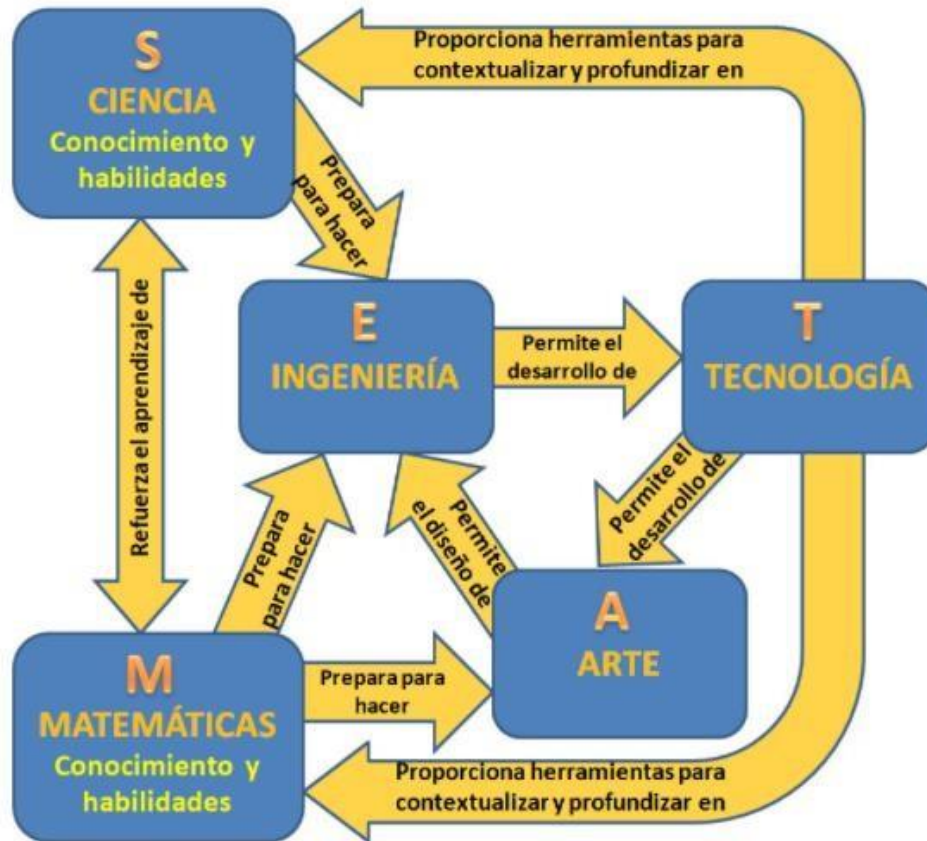 S
CIENCIA
Conocimiento y
habilidades
Proporciona herramientas para
contextualizar y profundizar en
Prepara
para hacer
Refuerza el aprendizaje de
E
INGENIERÍA
Permite el
desarrollo de
T
TECNOLOGÍA
Prepara
para hacer
Permite
el diseño de
Permite el
desarrollo de
A
ARTE
M
MATEMÁTICAS
Conocimiento y
habilidades
Prepara para
hacer
Proporciona herramientas para
contextualizar y profundizar en